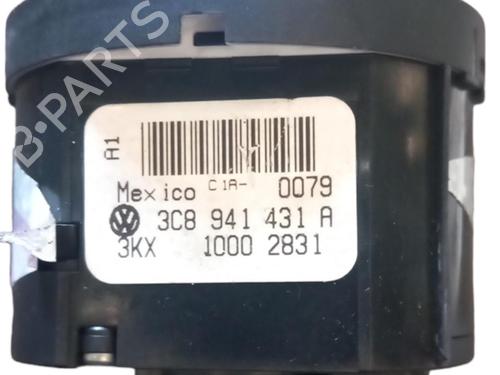 B-PARTS
A1
Mexico C1A- 0079
3C8 941 431 A
3KX 1000 2831